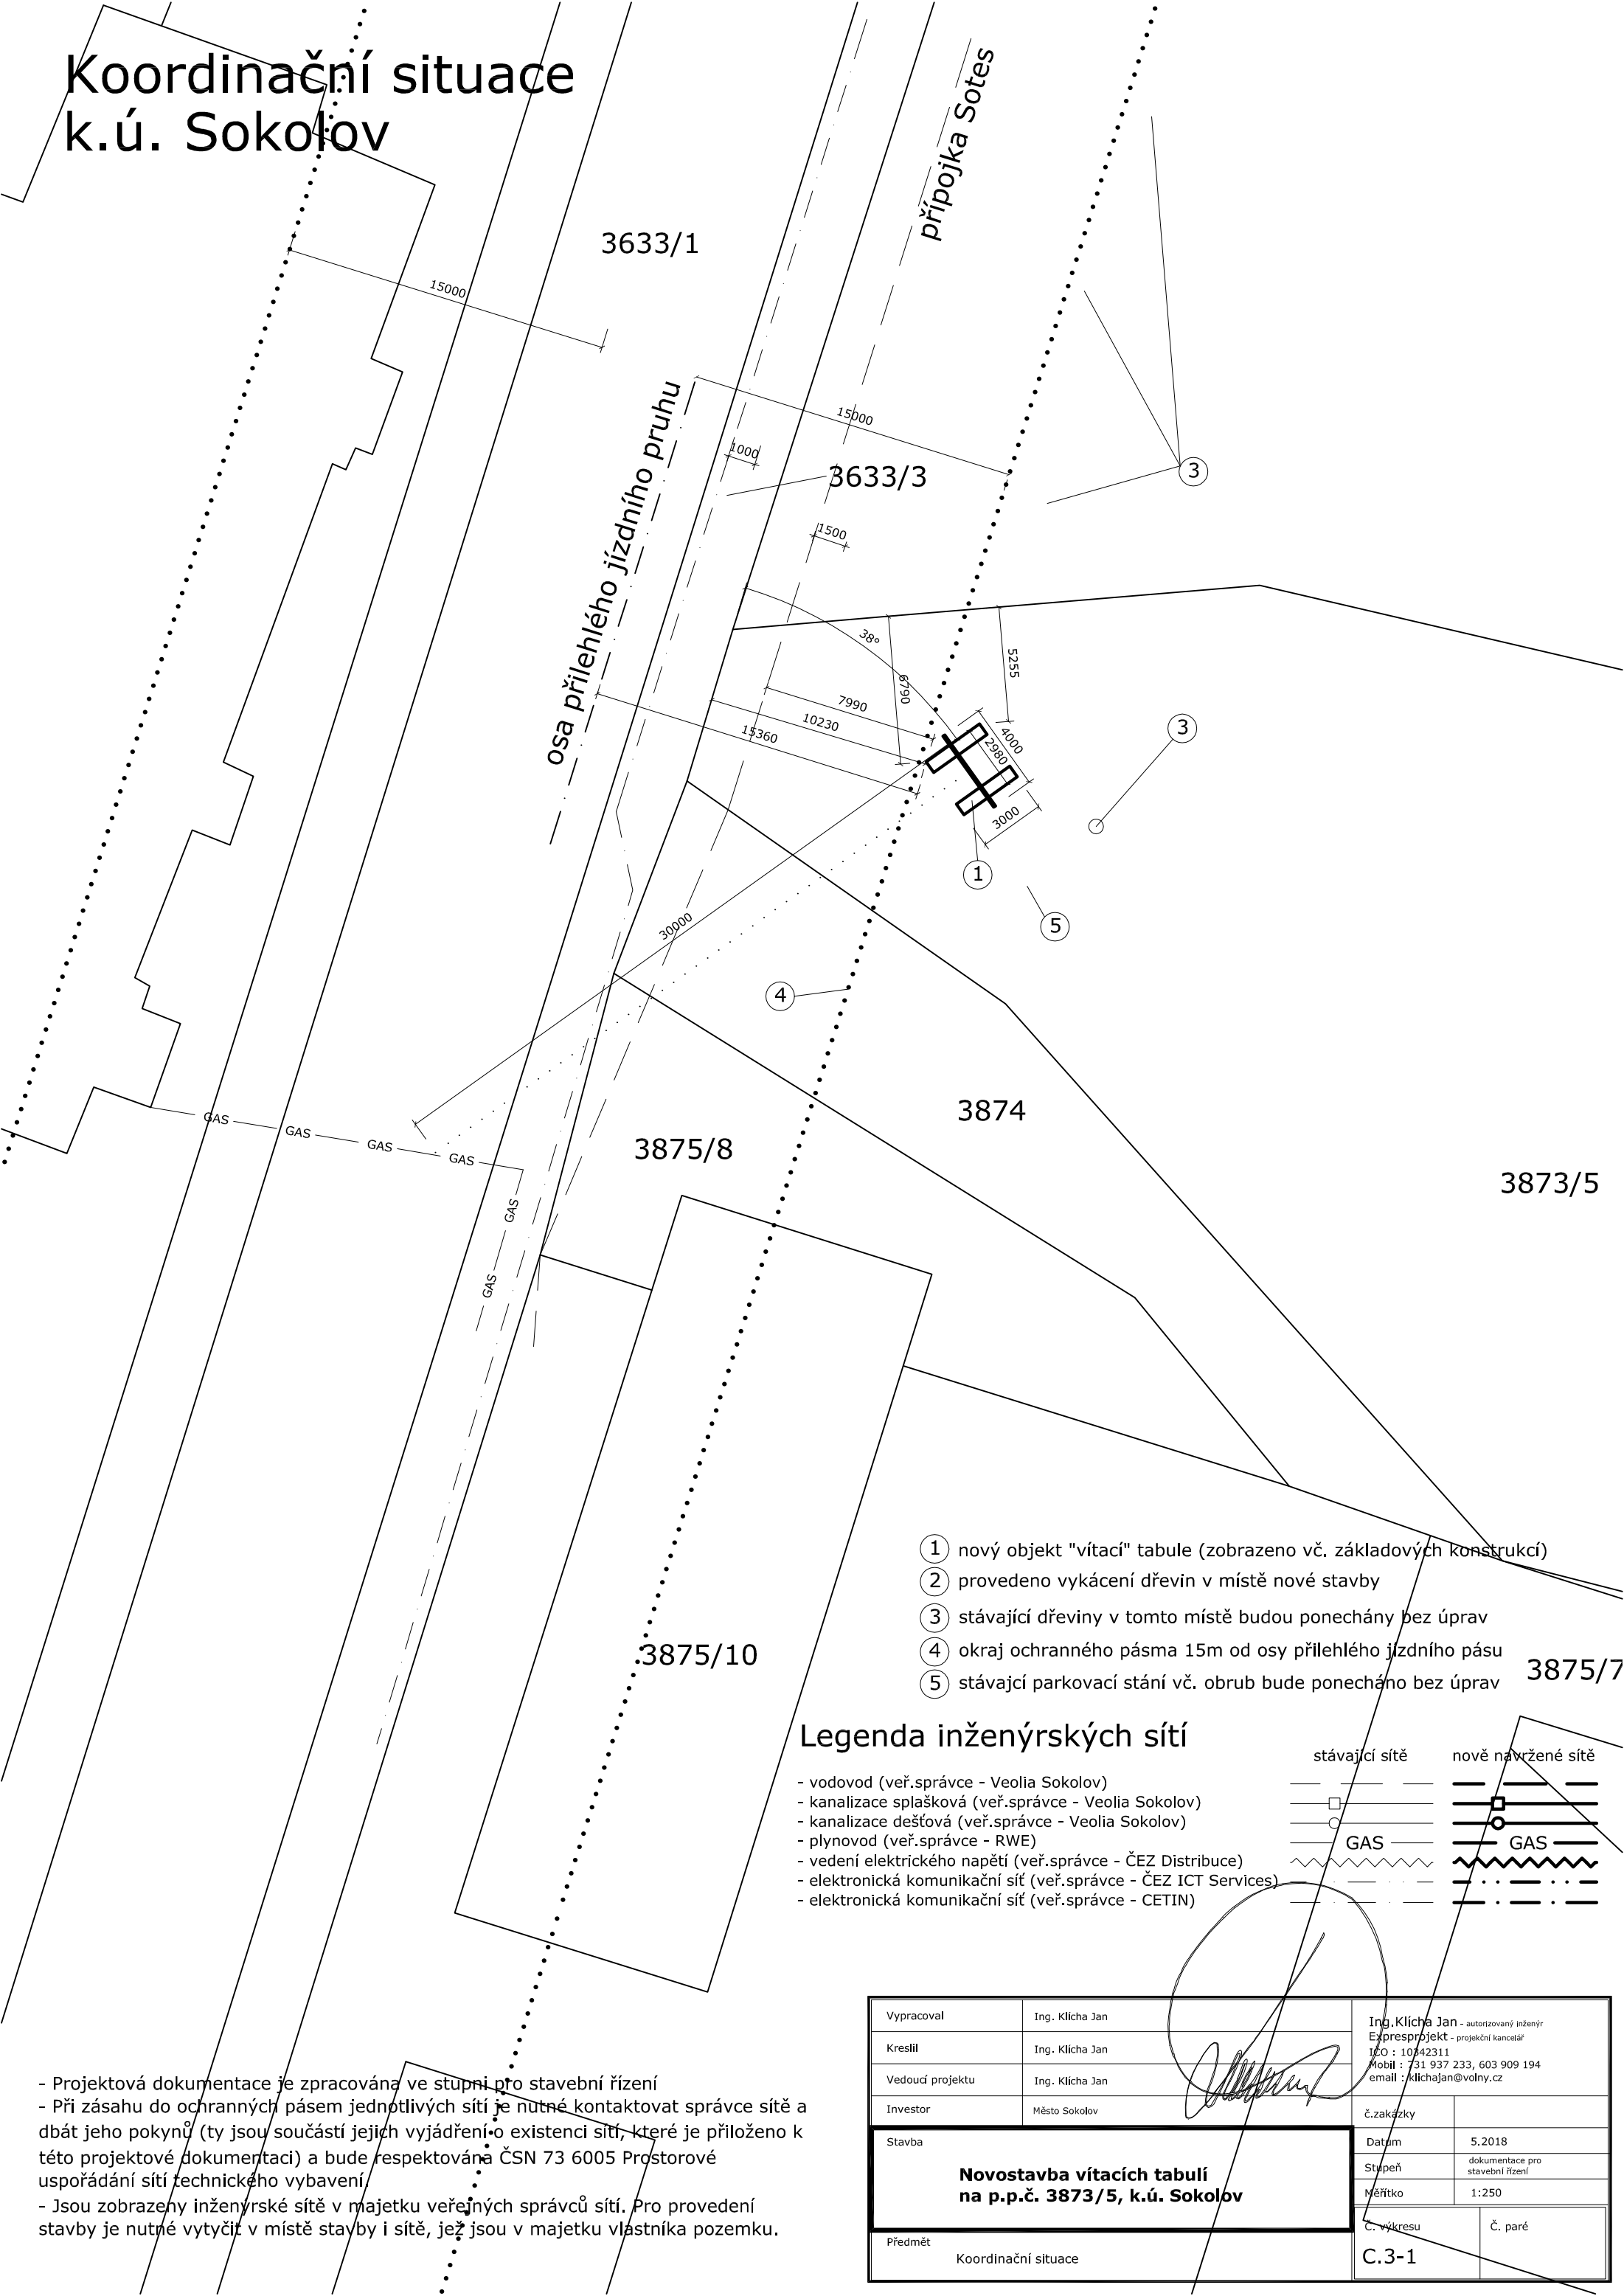 Koordinační situace
k.ú. Sokolov
přípojka Sotes
3633/1
15000
osa přilehlého jízdního pruhu
15000
1000
3633/3
3
1500
38°
6790
5255
7990
10230
15360
4000
2980
3000
3
1
5
30000
4
GAS
GAS
GAS
GAS
GAS
GAS
3875/8
3874
3873/5
3875/10
3875/7
1 nový objekt "vítací" tabule (zobrazeno vč. základových konstrukcí)
2 provedeno vykácení dřevin v místě nové stavby
3 stávající dřeviny v tomto místě budou ponechány bez úprav
4 okraj ochranného pásma 15m od osy přilehlého jízdního pásu
5 stávajcí parkovací stání vč. obrub bude ponecháno bez úprav
Legenda inženýrských sítí
stávající sítě nově navržené sítě
- vodovod (veř.správce - Veolia Sokolov)
- kanalizace splašková (veř.správce - Veolia Sokolov)
- kanalizace dešťová (veř.správce - Veolia Sokolov)
- plynovod (veř.správce - RWE) GAS GAS
- vedení elektrického napětí (veř.správce - ČEZ Distribuce)
- elektronická komunikační síť (veř.správce - ČEZ ICT Services)
- elektronická komunikační síť (veř.správce - CETIN)
- Projektová dokumentace je zpracována ve stupni pro stavební řízení
- Při zásahu do ochranných pásem jednotlivých sítí je nutné kontaktovat správce sítě a
dbát jeho pokynů (ty jsou součástí jejich vyjádření o existenci sítí, které je přiloženo k
této projektové dokumentaci) a bude respektována ČSN 73 6005 Prostorové
uspořádání sítí technického vybavení.
- Jsou zobrazeny inženýrské sítě v majetku veřejných správců sítí. Pro provedení
stavby je nutné vytyčit v místě stavby i sítě, jež jsou v majetku vlastníka pozemku.
Vypracoval Ing. Klícha Jan
Kreslil Ing. Klícha Jan
Vedoucí projektu Ing. Klícha Jan
Investor Město Sokolov
Ing.Klícha Jan - autorizovaný inženýr
Expresprojekt - projekční kancelář
IČO : 10342311
Mobil : 731 937 233, 603 909 194
email : klichajan@volny.cz
č.zakázky
Datum 5.2018
Stupeň dokumentace pro
stavební řízení
Měřítko 1:250
Stavba
Novostavba vítacích tabulí
na p.p.č. 3873/5, k.ú. Sokolov
Předmět
Koordinační situace
Č. výkresu
C.3-1
Č. paré